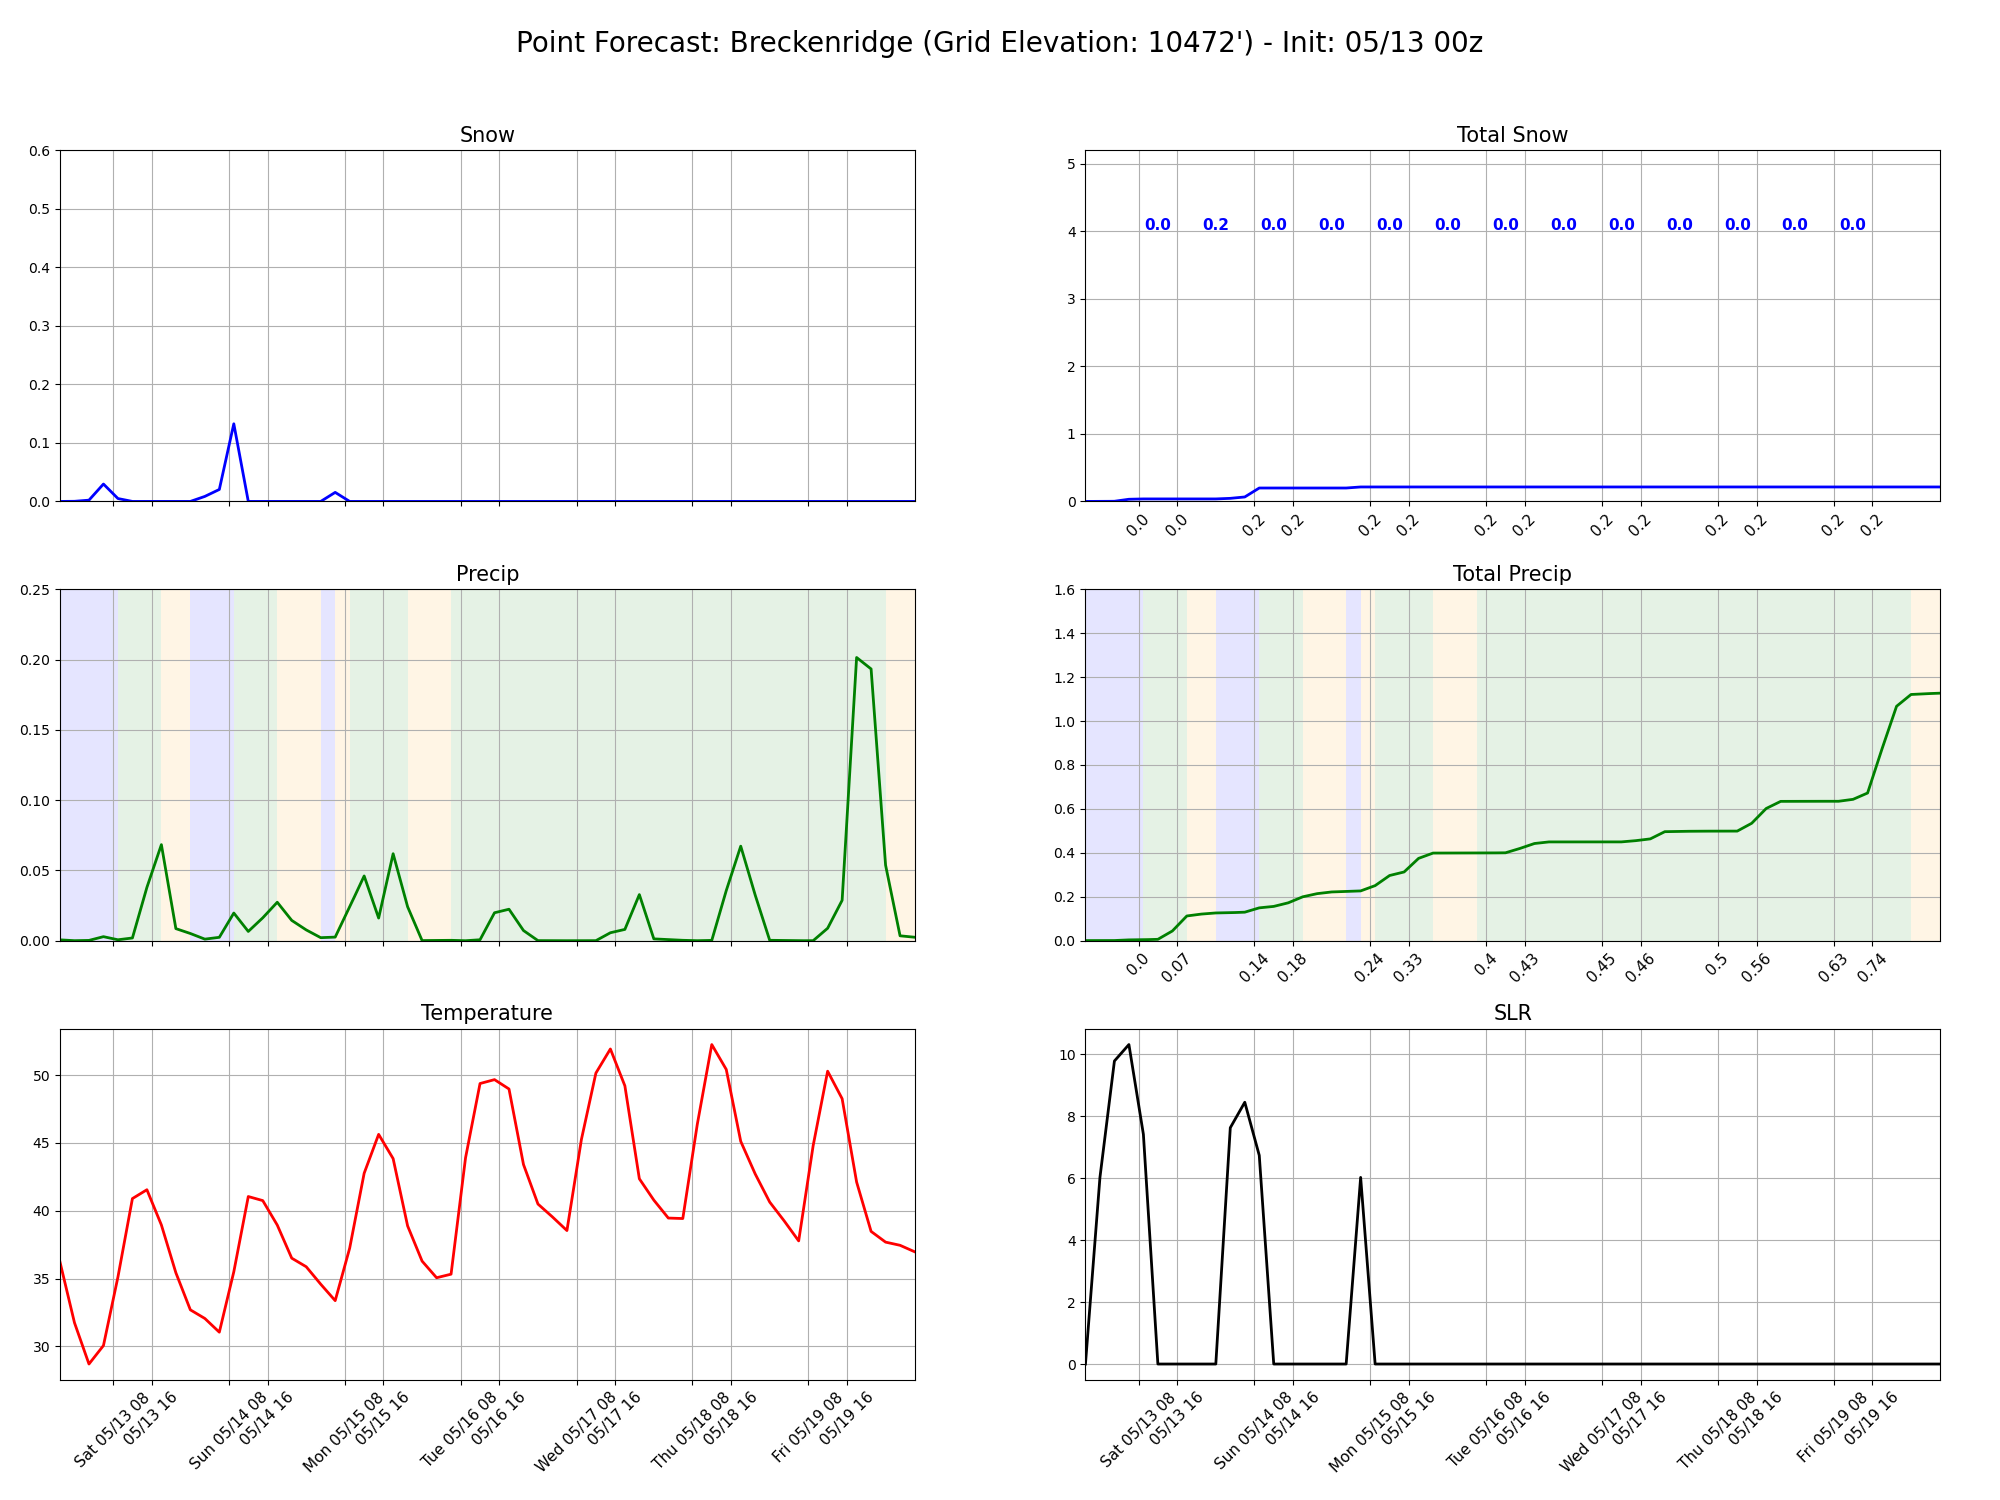 Point Forecast: Breckenridge (Grid Elevation: 10472') - Init: 05/13 00z
Snow
0.6
0.5
0.4
0.3
0.2
0.1
0.0
Total Snow
5
4
3
2
1
0
0.0 0.2 0.0 0.0 0.0 0.0 0.0 0.0 0.0 0.0 0.0 0.0 0.0
0.0 0.0 0.2 0.2 0.2 0.2 0.2 0.2 0.2 0.2 0.2 0.2 0.2 0.2
Precip
0.25
0.20
0.15
0.10
0.05
0.00
Total Precip
1.6
1.4
1.2
1.0
0.8
0.6
0.4
0.2
0.0
0.0 0.07 0.14 0.18 0.24 0.33 0.4 0.43 0.45 0.46 0.5 0.56 0.63 0.74
Temperature
50
45
40
35
30
Sat 05/13 08
05/13 16
Sun 05/14 08
05/14 16
Mon 05/15 08
05/15 16
Tue 05/16 08
05/16 16
Wed 05/17 08
05/17 16
Thu 05/18 08
05/18 16
Fri 05/19 08
05/19 16
SLR
10
8
6
4
2
0
Sat 05/13 08
05/13 16
Sun 05/14 08
05/14 16
Mon 05/15 08
05/15 16
Tue 05/16 08
05/16 16
Wed 05/17 08
05/17 16
Thu 05/18 08
05/18 16
Fri 05/19 08
05/19 16